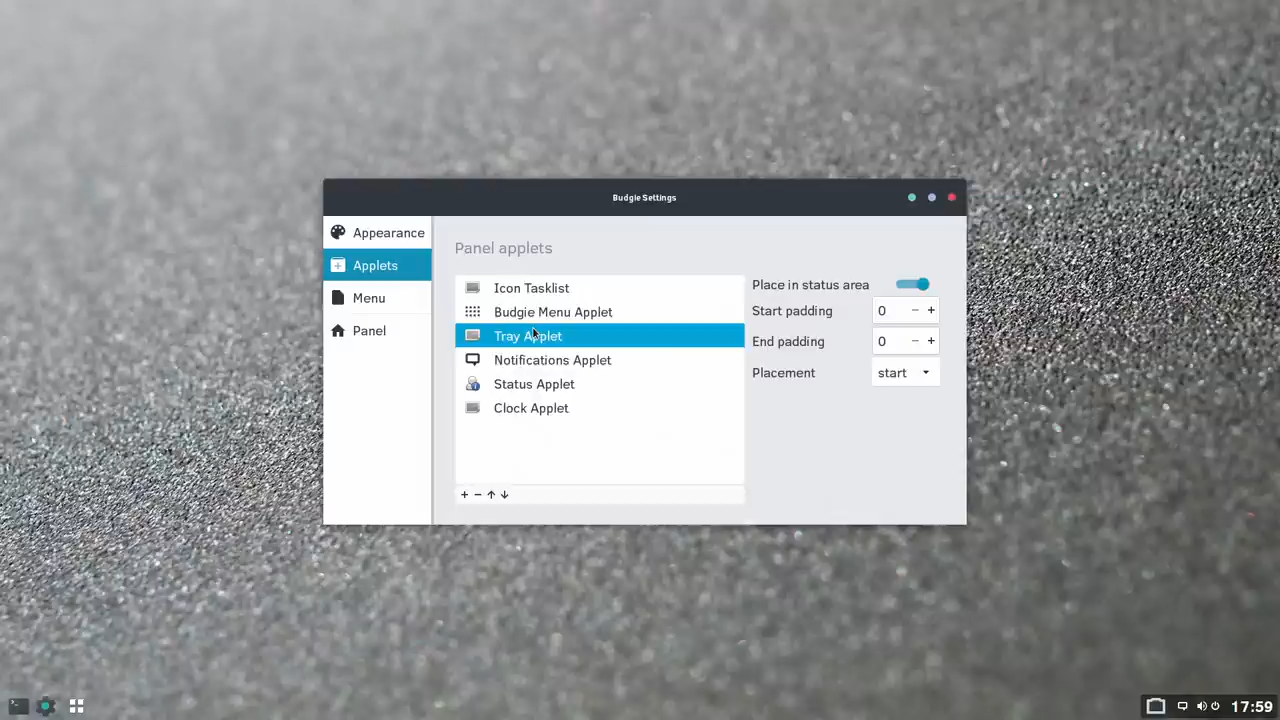 Budgie Settings
Appearance
Applets
Menu
Panel
Panel applets
Icon Tasklist
Budgie Menu Applet
Tray Applet
Notifications Applet
Status Applet
Clock Applet
Place in status area
Start padding 0 − +
End padding 0 − +
Placement start
+ − ↑ ↓
17:59